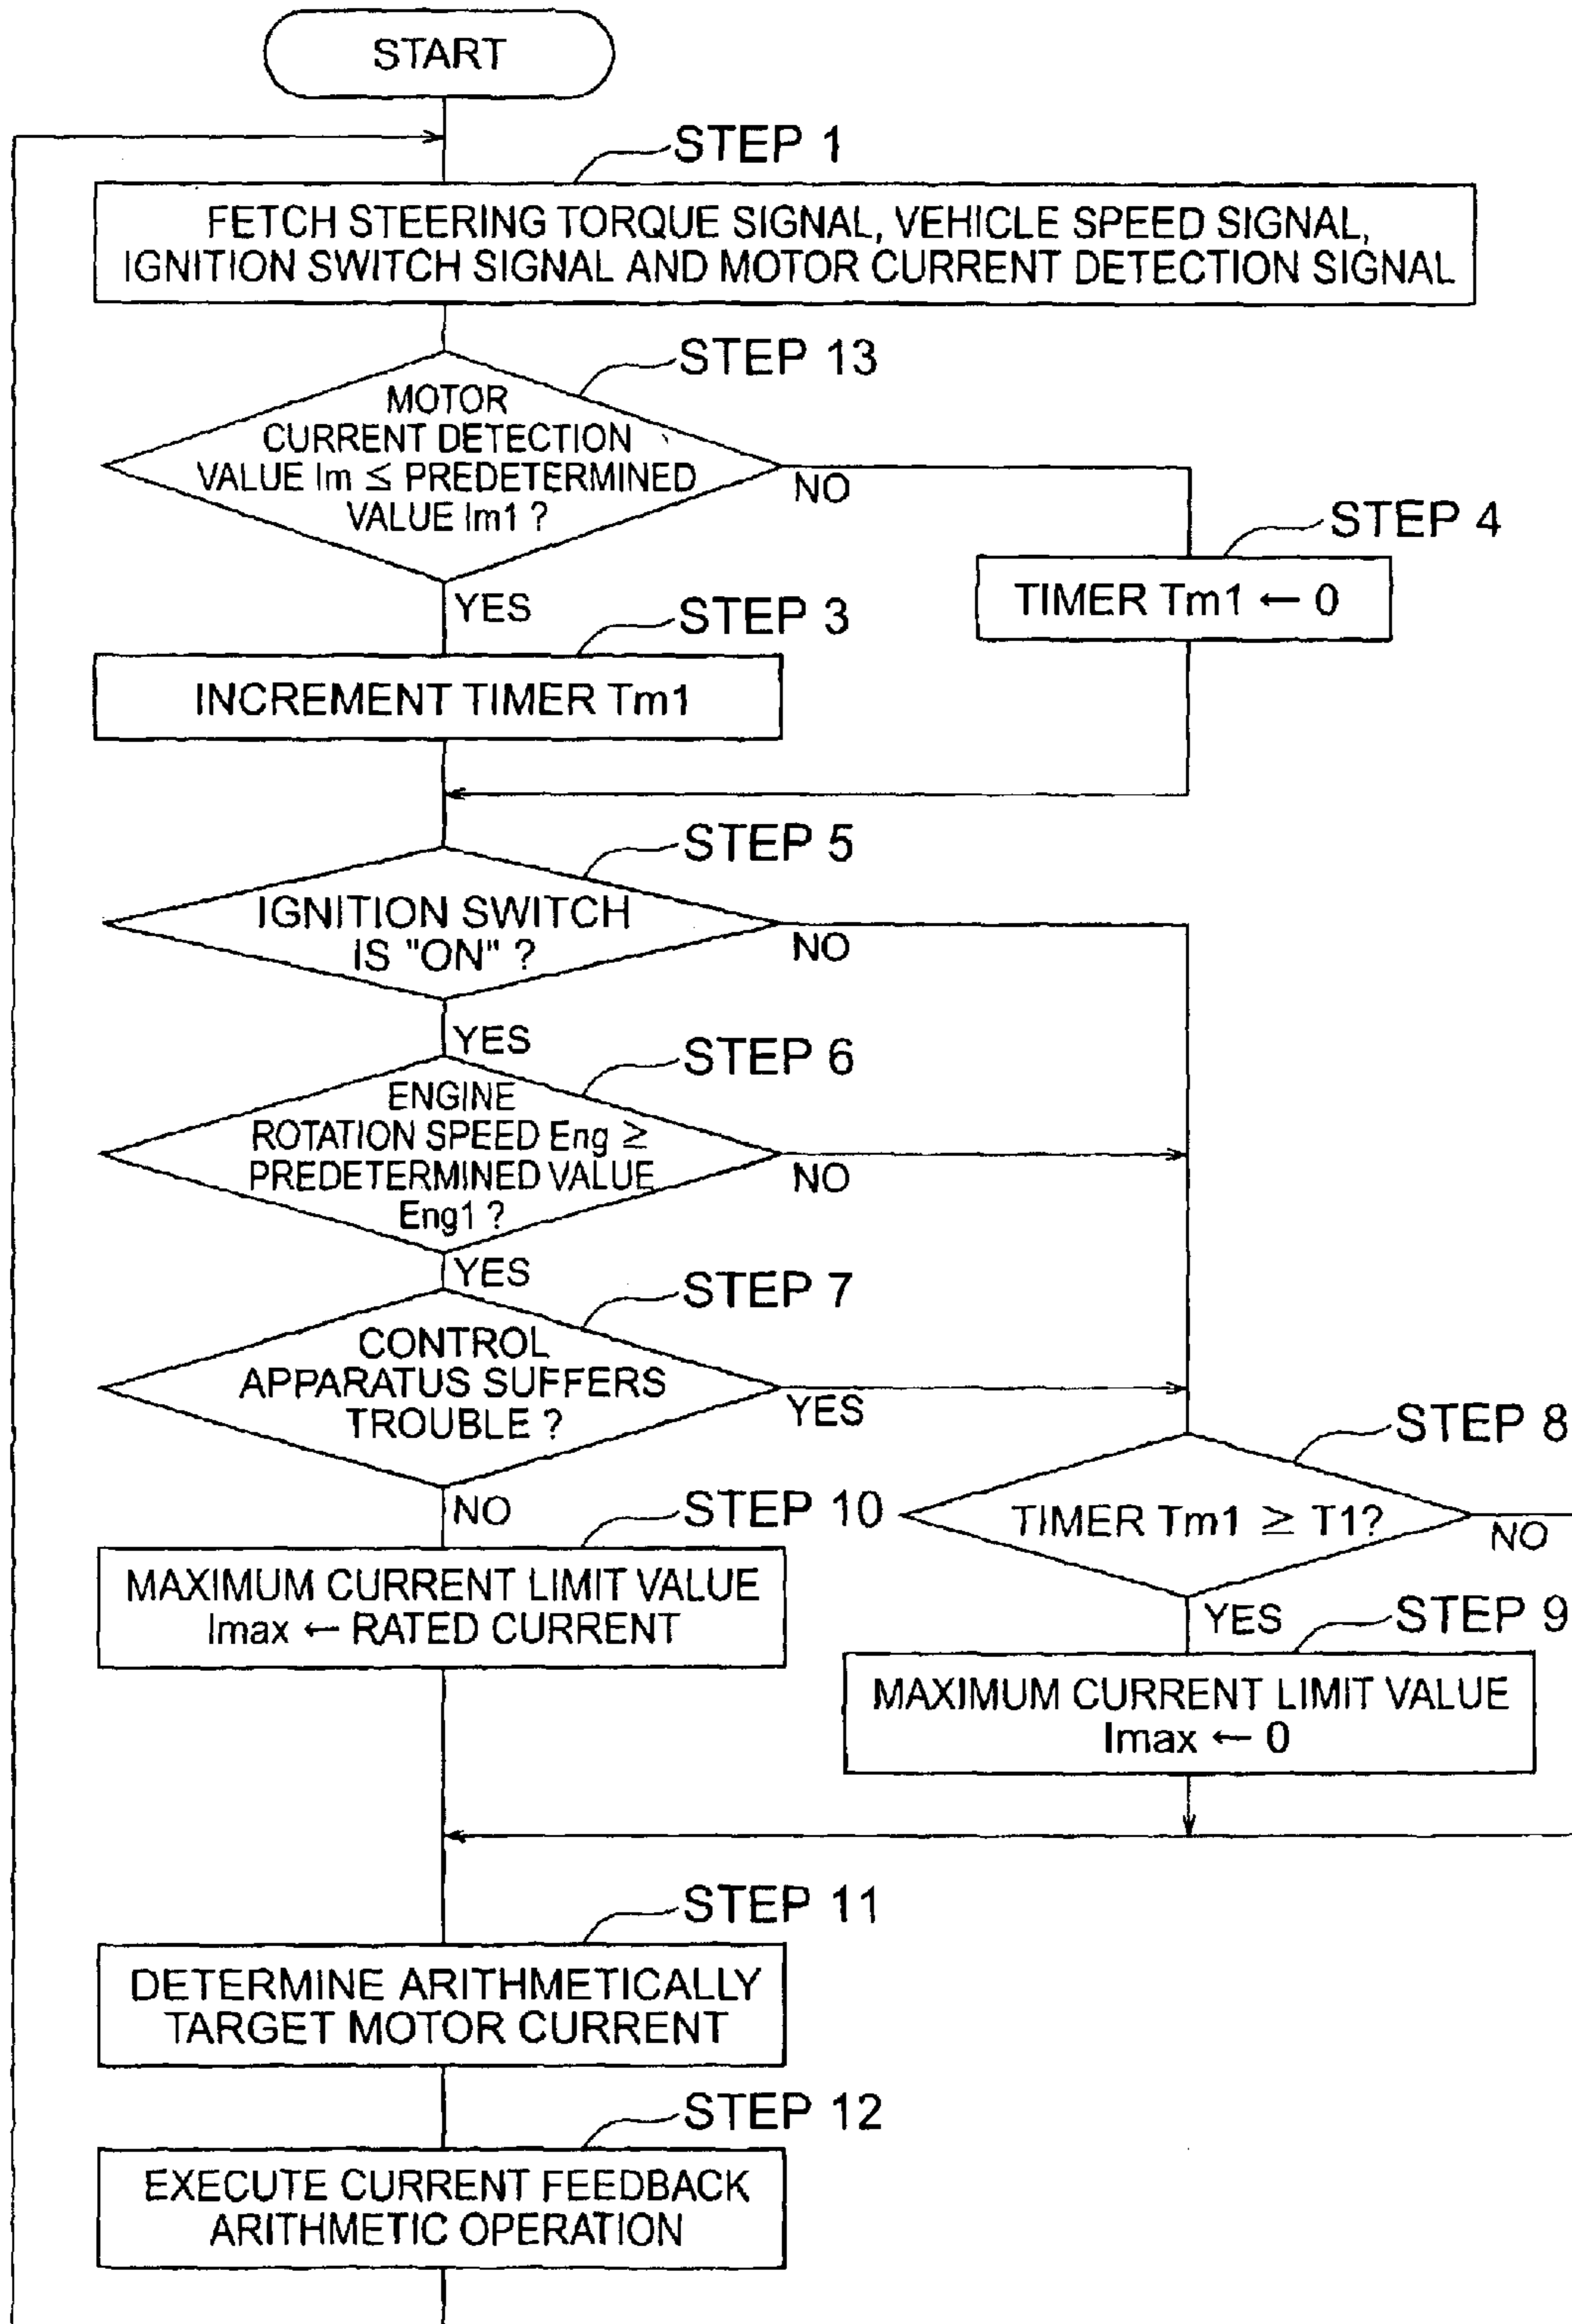 START
STEP 1
FETCH STEERING TORQUE SIGNAL, VEHICLE SPEED SIGNAL,
IGNITION SWITCH SIGNAL AND MOTOR CURRENT DETECTION SIGNAL
STEP 13
MOTOR
CURRENT DETECTION
VALUE Im ≤ PREDETERMINED
VALUE Im1 ?
NO
STEP 4
TIMER Tm1 ← 0
YES
STEP 3
INCREMENT TIMER Tm1
STEP 5
IGNITION SWITCH
IS "ON" ?
NO
YES
STEP 6
ENGINE
ROTATION SPEED Eng ≥
PREDETERMINED VALUE
Eng1 ?
NO
YES
STEP 7
CONTROL
APPARATUS SUFFERS
TROUBLE ?
YES
STEP 8
TIMER Tm1 ≥ T1?
NO
NO
STEP 10
MAXIMUM CURRENT LIMIT VALUE
Imax ← RATED CURRENT
YES
STEP 9
MAXIMUM CURRENT LIMIT VALUE
Imax ← 0
STEP 11
DETERMINE ARITHMETICALLY
TARGET MOTOR CURRENT
STEP 12
EXECUTE CURRENT FEEDBACK
ARITHMETIC OPERATION